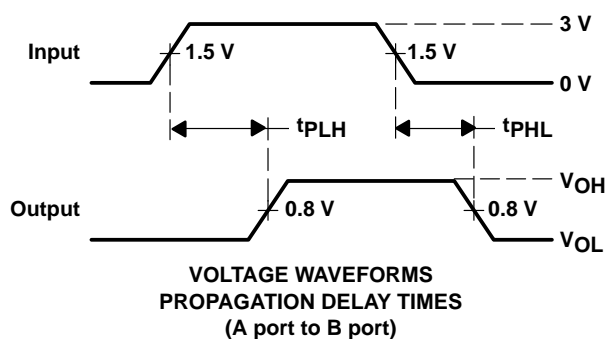 3 V
Input
1.5 V
1.5 V
0 V
tPLH
tPHL
VOH
Output
0.8 V
0.8 V
VOL
VOLTAGE WAVEFORMS
PROPAGATION DELAY TIMES
(A port to B port)